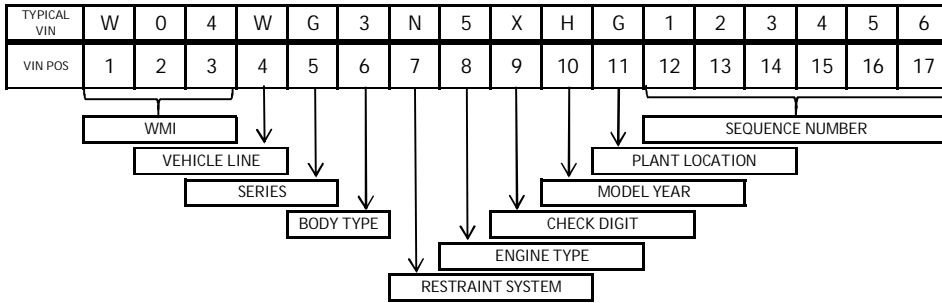 TYPICAL VIN W 0 4 W G 3 N 5 X H G 1 2 3 4 5 6
VIN POS 1 2 3 4 5 6 7 8 9 10 11 12 13 14 15 16 17
WMI SEQUENCE NUMBER
VEHICLE LINE PLANT LOCATION
SERIES MODEL YEAR
BODY TYPE CHECK DIGIT
ENGINE TYPE
RESTRAINT SYSTEM